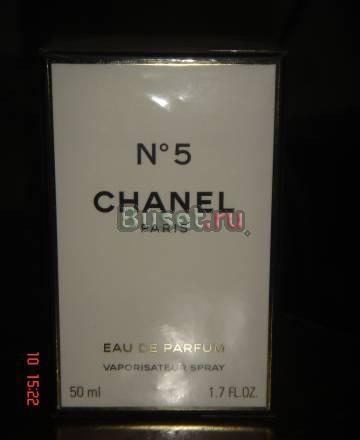 N°5
CHANEL
Buset.ru
PARIS
EAU DE PARFUM
VAPORISATEUR SPRAY
50 ml 1.7 FL.OZ.
10 15:22